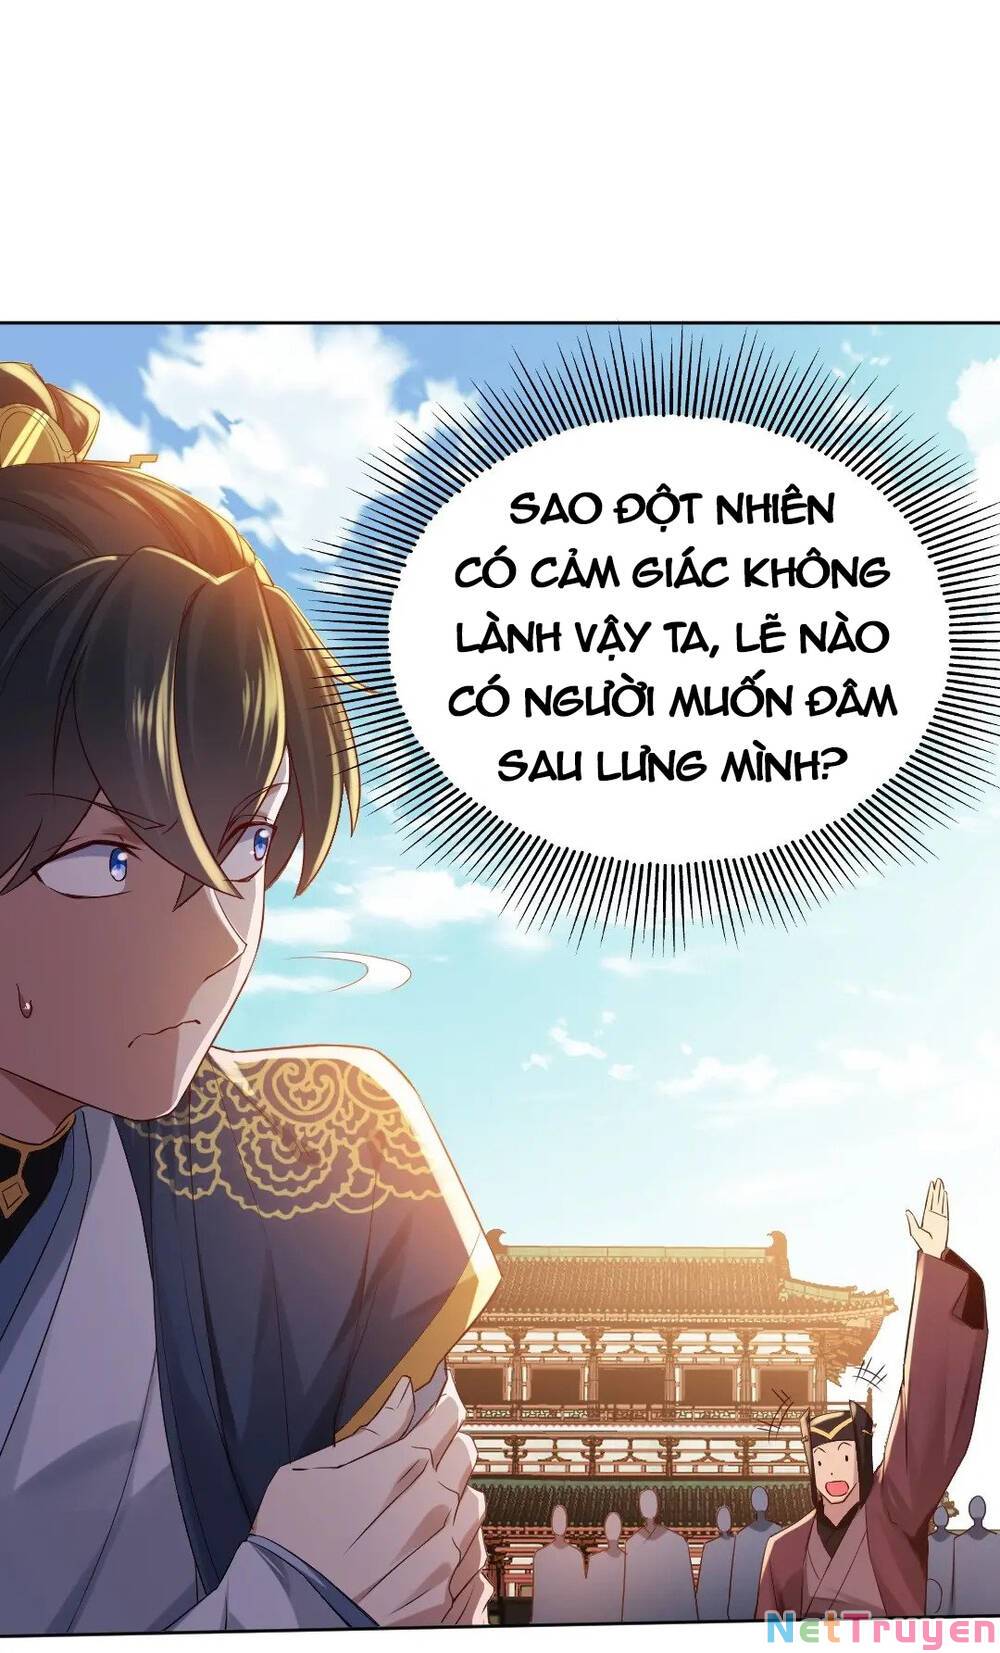 SAO ĐỘT NHIÊN
CÓ CẢM GIÁC KHÔNG
LÀNH VẬY TA, LẼ NÀO
CÓ NGƯỜI MUỐN ĐÂM
SAU LƯNG MÌNH?
NetTruyen